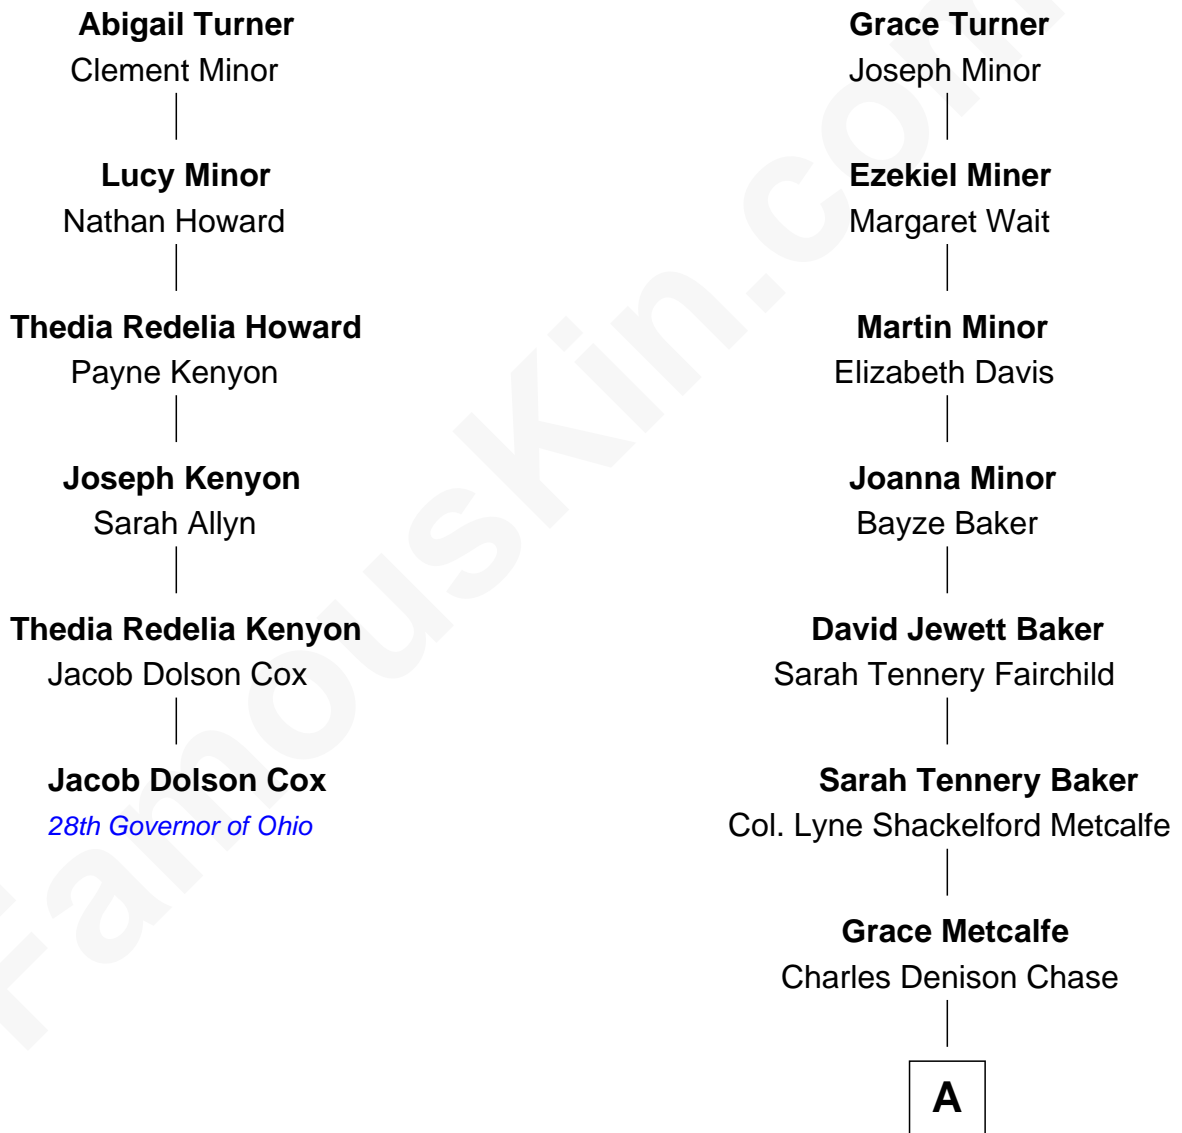 Abigail Turner
Clement Minor
Lucy Minor
Nathan Howard
Thedia Redelia Howard
Payne Kenyon
Joseph Kenyon
Sarah Allyn
Thedia Redelia Kenyon
Jacob Dolson Cox
Jacob Dolson Cox
28th Governor of Ohio
Grace Turner
Joseph Minor
Ezekiel Miner
Margaret Wait
Martin Minor
Elizabeth Davis
Joanna Minor
Bayze Baker
David Jewett Baker
Sarah Tennery Fairchild
Sarah Tennery Baker
Col. Lyne Shackelford Metcalfe
Grace Metcalfe
Charles Denison Chase
A
FamousKin.com